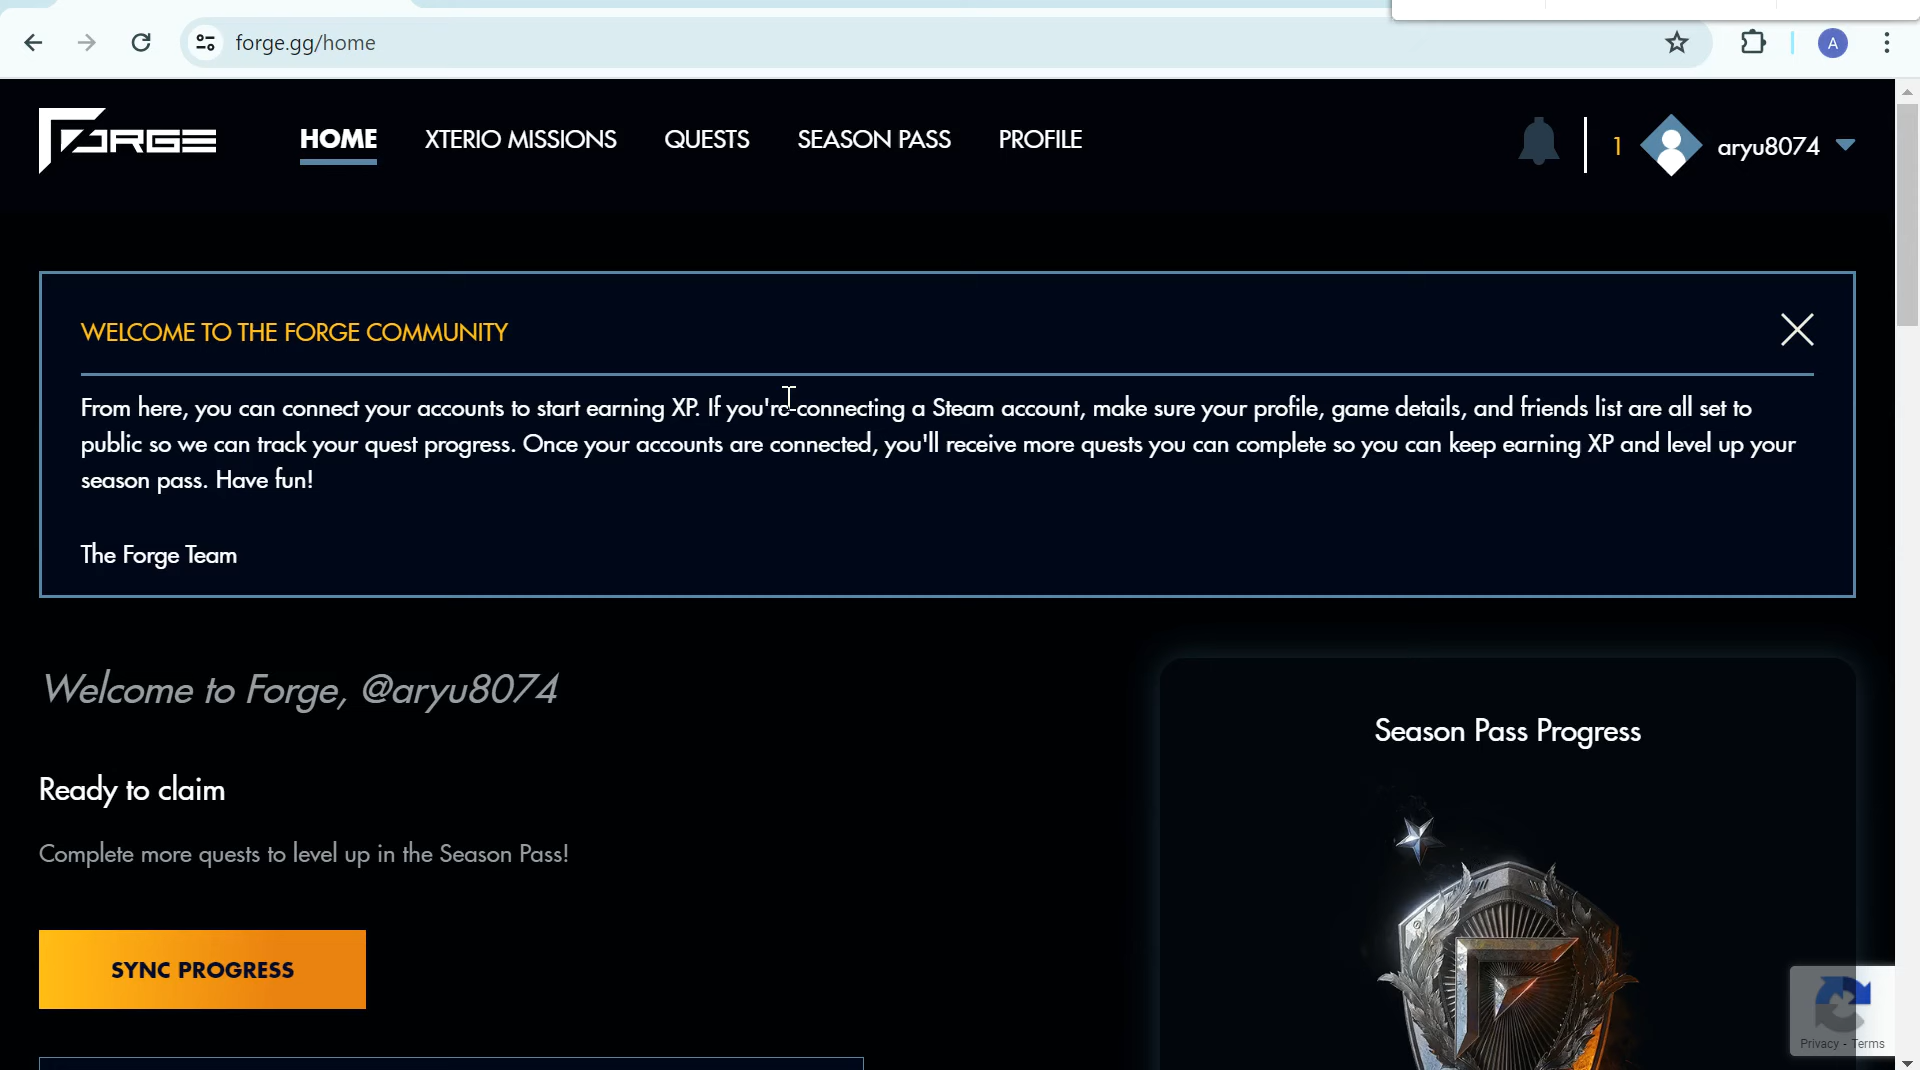 forge.gg/home
A
FORGE
HOME
XTERIO MISSIONS
QUESTS
SEASON PASS
PROFILE
1
aryu8074
WELCOME TO THE FORGE COMMUNITY
From here, you can connect your accounts to start earning XP. If you're connecting a Steam account, make sure your profile, game details, and friends list are all set to
public so we can track your quest progress. Once your accounts are connected, you'll receive more quests you can complete so you can keep earning XP and level up your
season pass. Have fun!
The Forge Team
Welcome to Forge, @aryu8074
Season Pass Progress
Ready to claim
Complete more quests to level up in the Season Pass!
SYNC PROGRESS
Privacy - Terms